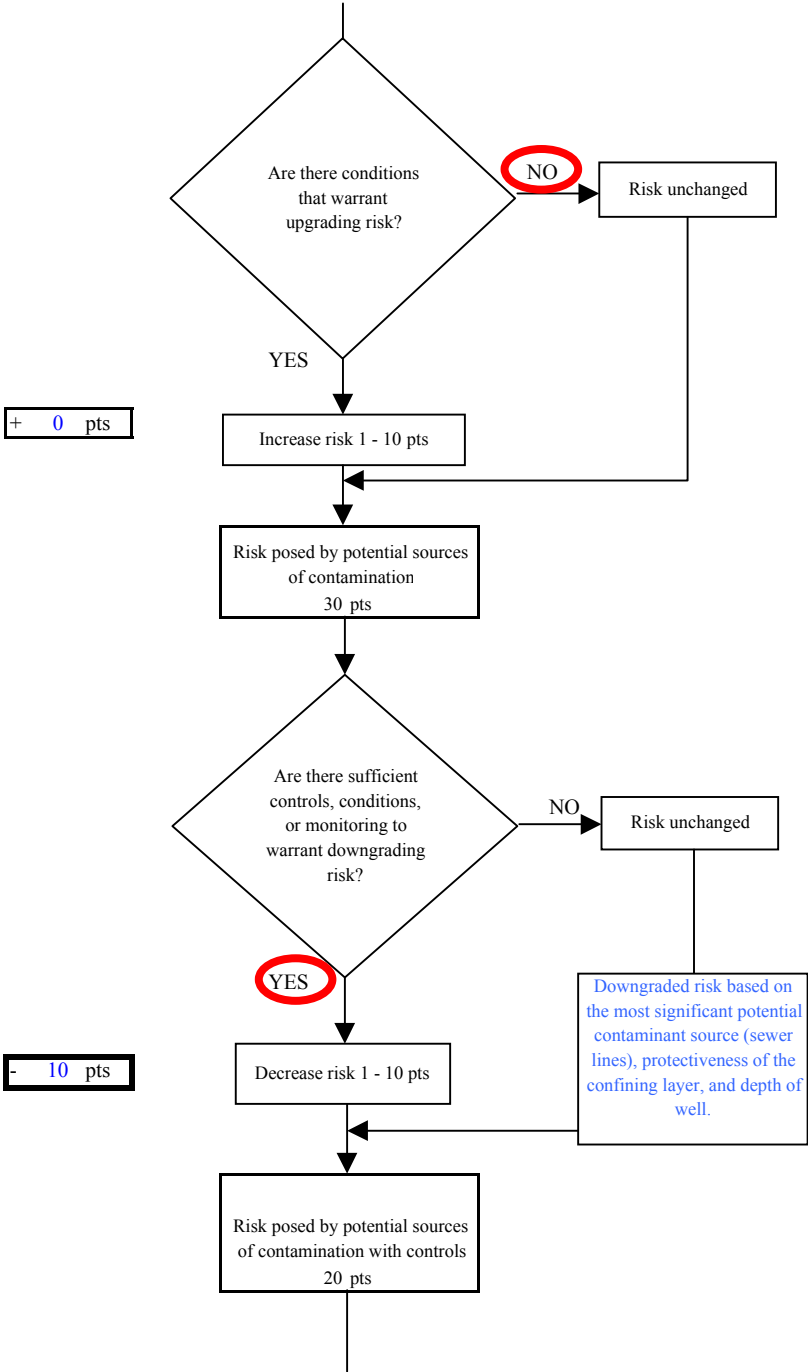 Are there conditions
that warrant
upgrading risk?
NO
Risk unchanged
YES
+ 0 pts
Increase risk 1 - 10 pts
Risk posed by potential sources
of contamination
30 pts
Are there sufficient
controls, conditions,
or monitoring to
warrant downgrading
risk?
NO
Risk unchanged
YES
Downgraded risk based on
the most significant potential
contaminant source (sewer
lines), protectiveness of the
confining layer, and depth of
well.
- 10 pts
Decrease risk 1 - 10 pts
Risk posed by potential sources
of contamination with controls
20 pts